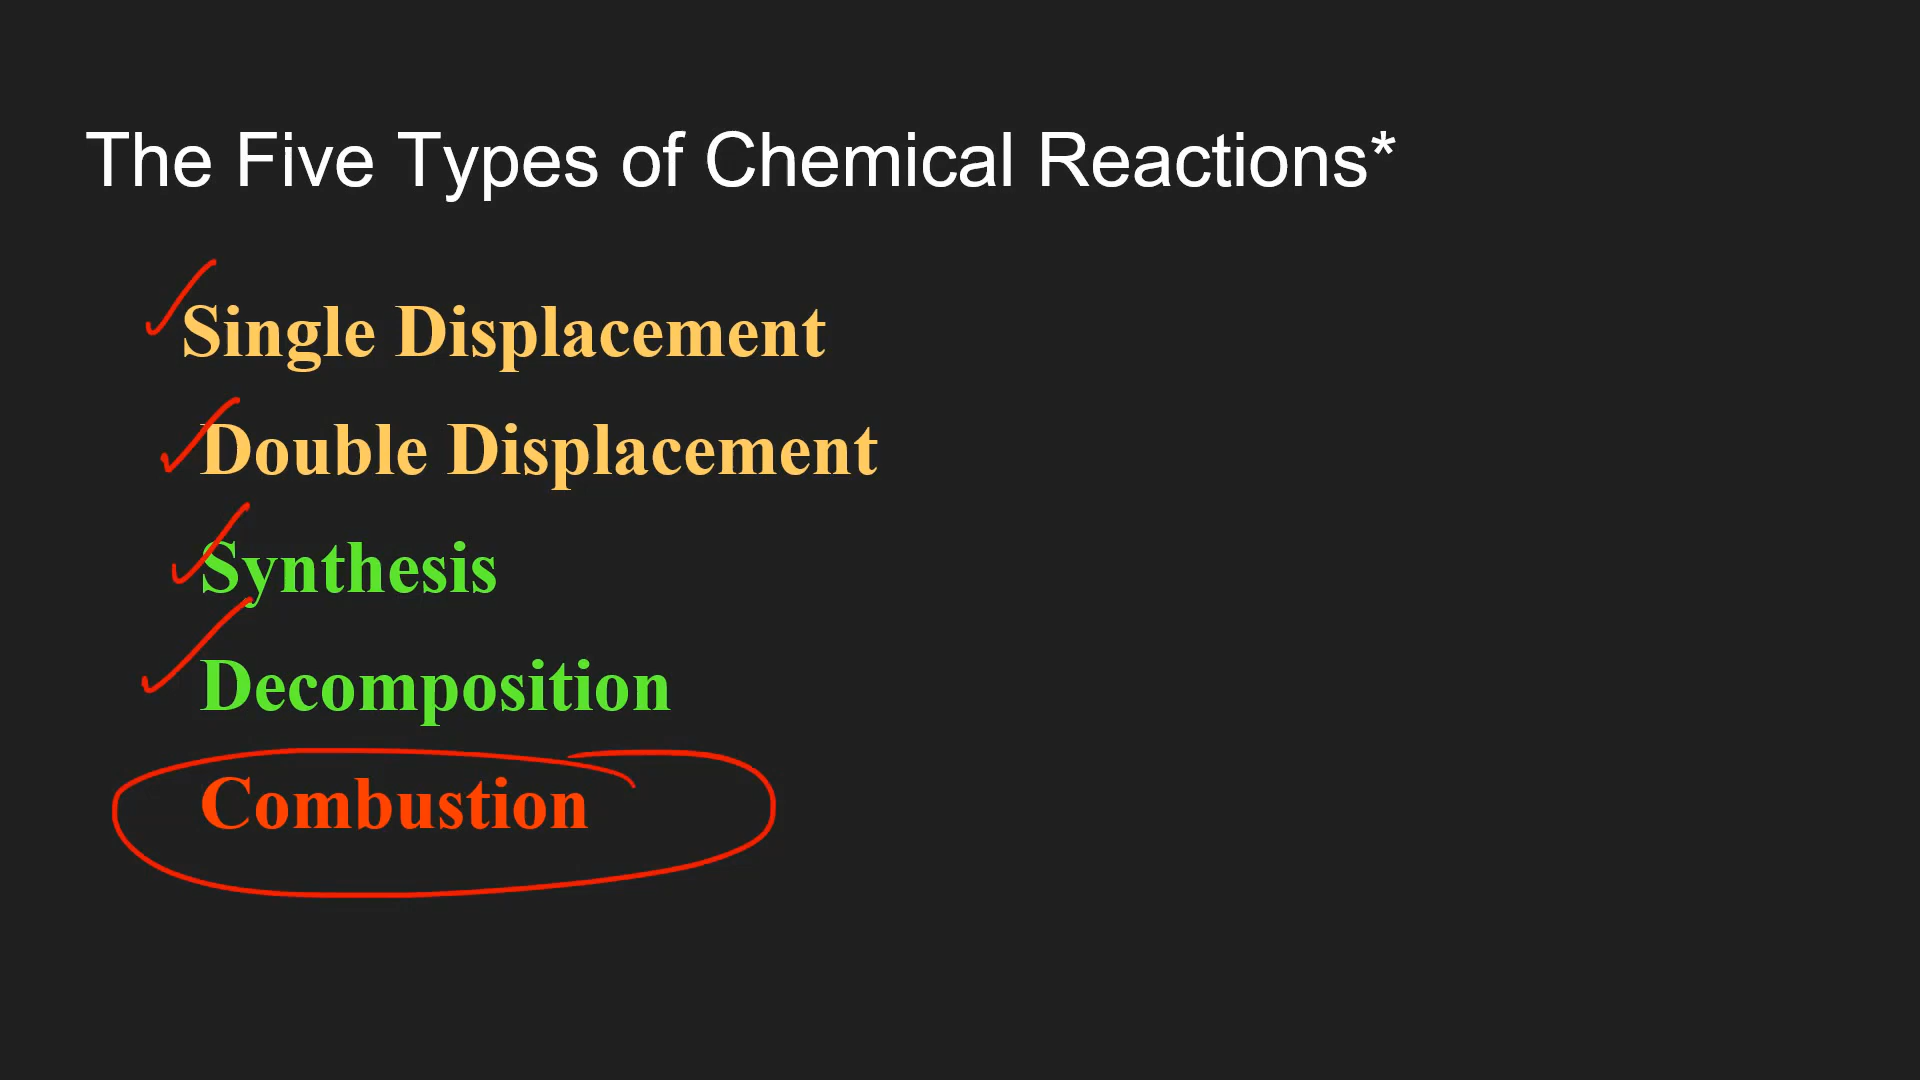 The Five Types of Chemical Reactions*
Single Displacement
Double Displacement
Synthesis
Decomposition
Combustion